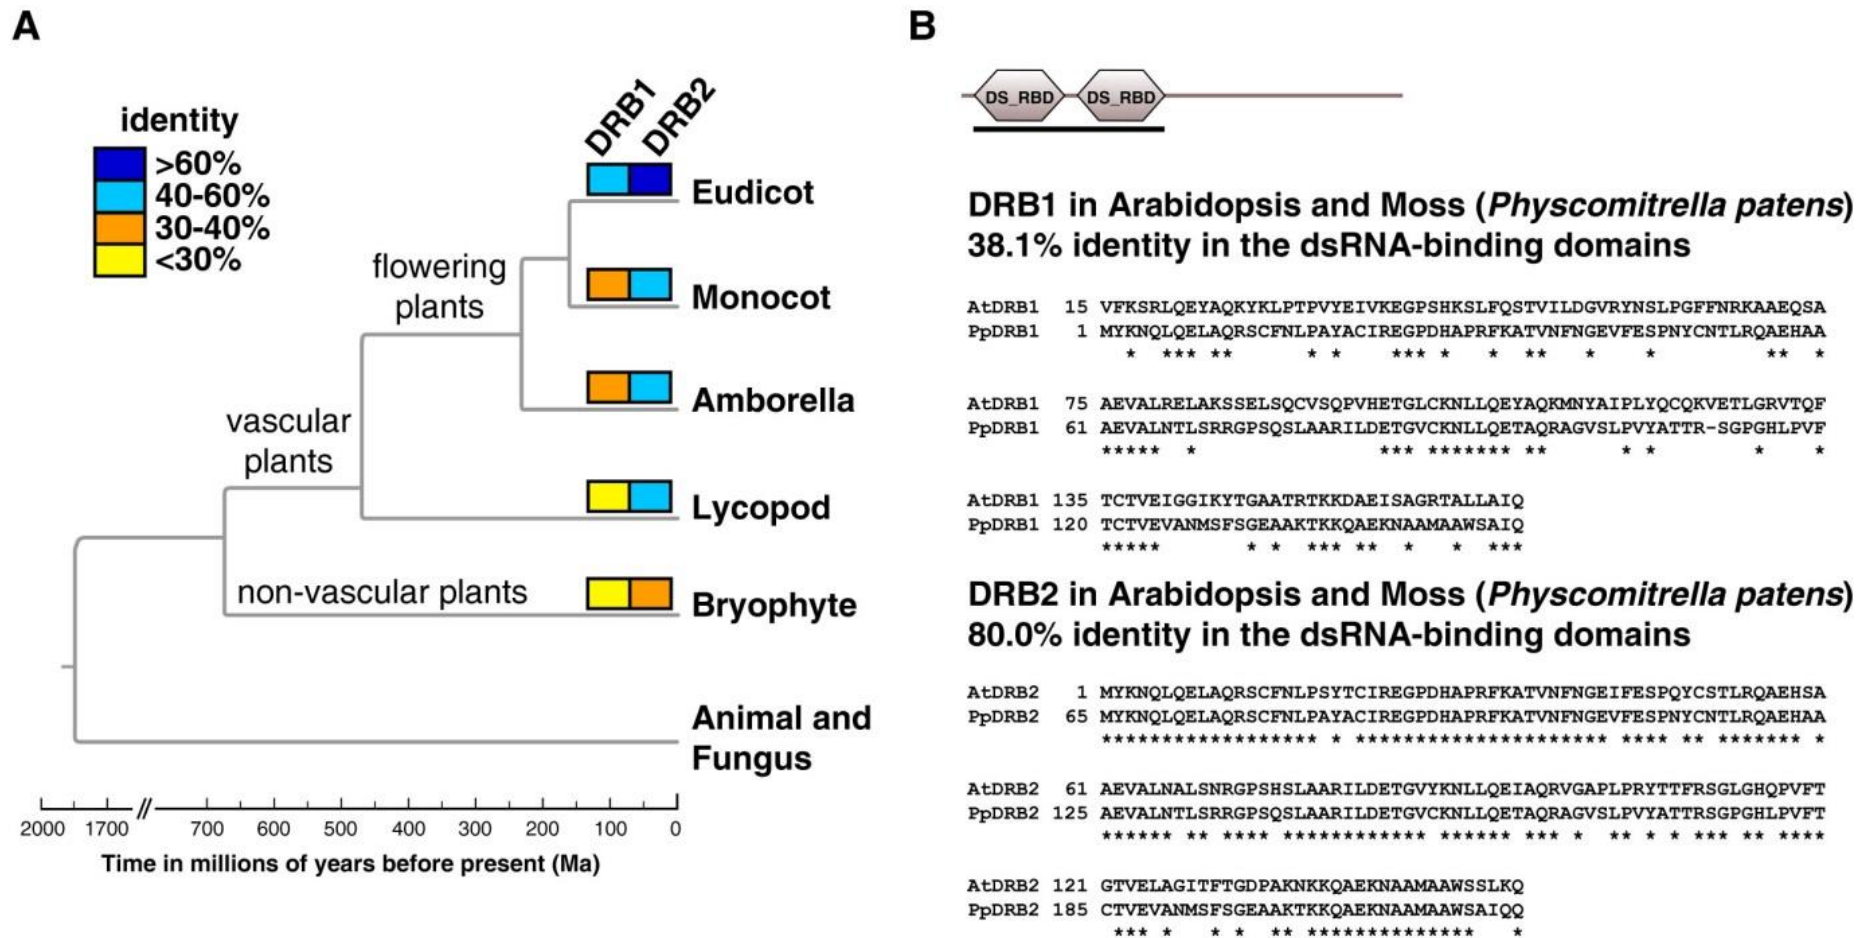 A
identity
>60%
40-60%
30-40%
<30%
DRB1
DRB2
Eudicot
flowering
plants
Monocot
Amborella
vascular
plants
Lycopod
non-vascular plants
Bryophyte
Animal and
Fungus
2000 1700 // 700 600 500 400 300 200 100 0
Time in millions of years before present (Ma)
B
DS_RBD DS_RBD
DRB1 in Arabidopsis and Moss (Physcomitrella patens)
38.1% identity in the dsRNA-binding domains
AtDRB1 15 VFKSRLQEYAQKYKLPTPVYEIVKEGPSHKSLFQSTVILDGVRYNSLPGFFNRKAAEQSA
PpDRB1 1 MYKNQLQELAQRSCFNLPAYACIREGPDHAPRFKATVNFNGEVFESPNYCNTLRQAEHAA
* *** ** * * *** * * ** * * ** *
AtDRB1 75 AEVALRELAKSSELSQCVSQPVHETGLCKNLLQEYAQKMNYAIPLYQCQKVETLGRVTQF
PpDRB1 61 AEVALNTLSRRGPSQSLAARILDETGVCKNLLQETAQRAGVSLPVYATTR-SGPGHLPVF
***** * *** ******* ** * * * *
AtDRB1 135 TCTVEIGGIKYTGAATRTKKDAEISAGRTALLAIQ
PpDRB1 120 TCTVEVANMSFSGEAAKTKKQAEKNAAMAAWSAIQ
***** * * *** ** * * ***
DRB2 in Arabidopsis and Moss (Physcomitrella patens)
80.0% identity in the dsRNA-binding domains
AtDRB2 1 MYKNQLQELAQRSCFNLPSYTCIREGPDHAPRFKATVNFNGEIFESPQYCSTLRQAEHSA
PpDRB2 65 MYKNQLQELAQRSCFNLPAYACIREGPDHAPRFKATVNFNGEVFESPNYCNTLRQAEHAA
****************** * ********************* **** ** ******* *
AtDRB2 61 AEVALNALSNRGPSHSLAARILDETGVYKNLLQEIAQRVGAPLPRYTTFRSGLGHQPVFT
PpDRB2 125 AEVALNTLSRRGPSQSLAARILDETGVCKNLLQETAQRAGVSLPVYATTRSGPGHLPVFT
****** ** **** ************ ****** *** * ** * * *** ** ****
AtDRB2 121 GTVELAGITFTGDPAKNKKQAEKNAAMAAWSSLKQ
PpDRB2 185 CTVEVANMSFSGEAAKTKKQAEKNAAMAAWSAIQQ
*** * * * ** ************** *